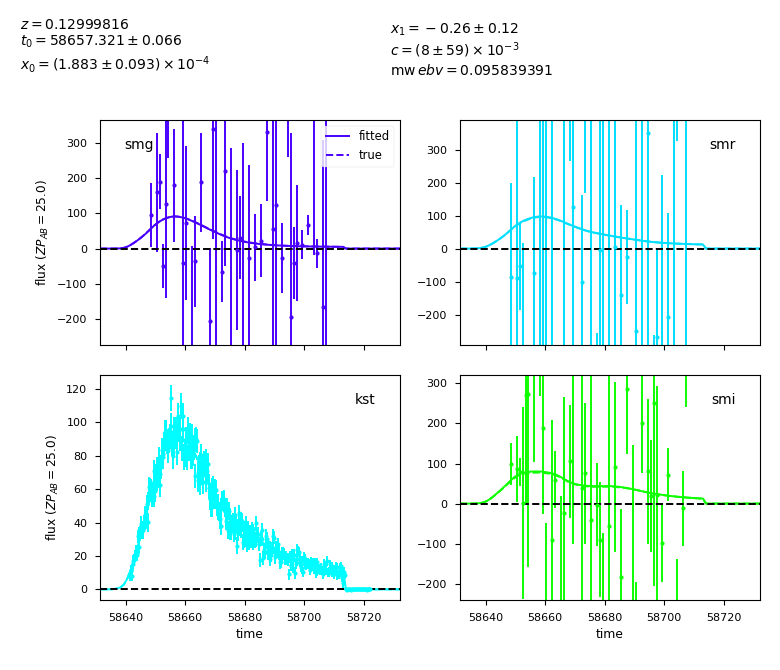 z = 0.12999816
t₀ = 58657.321 ± 0.066
x₀ = (1.883 ± 0.093) × 10⁻⁴
x₁ = −0.26 ± 0.12
c = (8 ± 59) × 10⁻³
mw ebv = 0.095839391
smg
fitted
true
300
200
100
0
−100
−200
flux (ZP_AB = 25.0)
smr
300
200
100
0
−100
−200
kst
120
100
80
60
40
20
0
flux (ZP_AB = 25.0)
58640 58660 58680 58700 58720
time
smi
300
200
100
0
−100
−200
58640 58660 58680 58700 58720
time